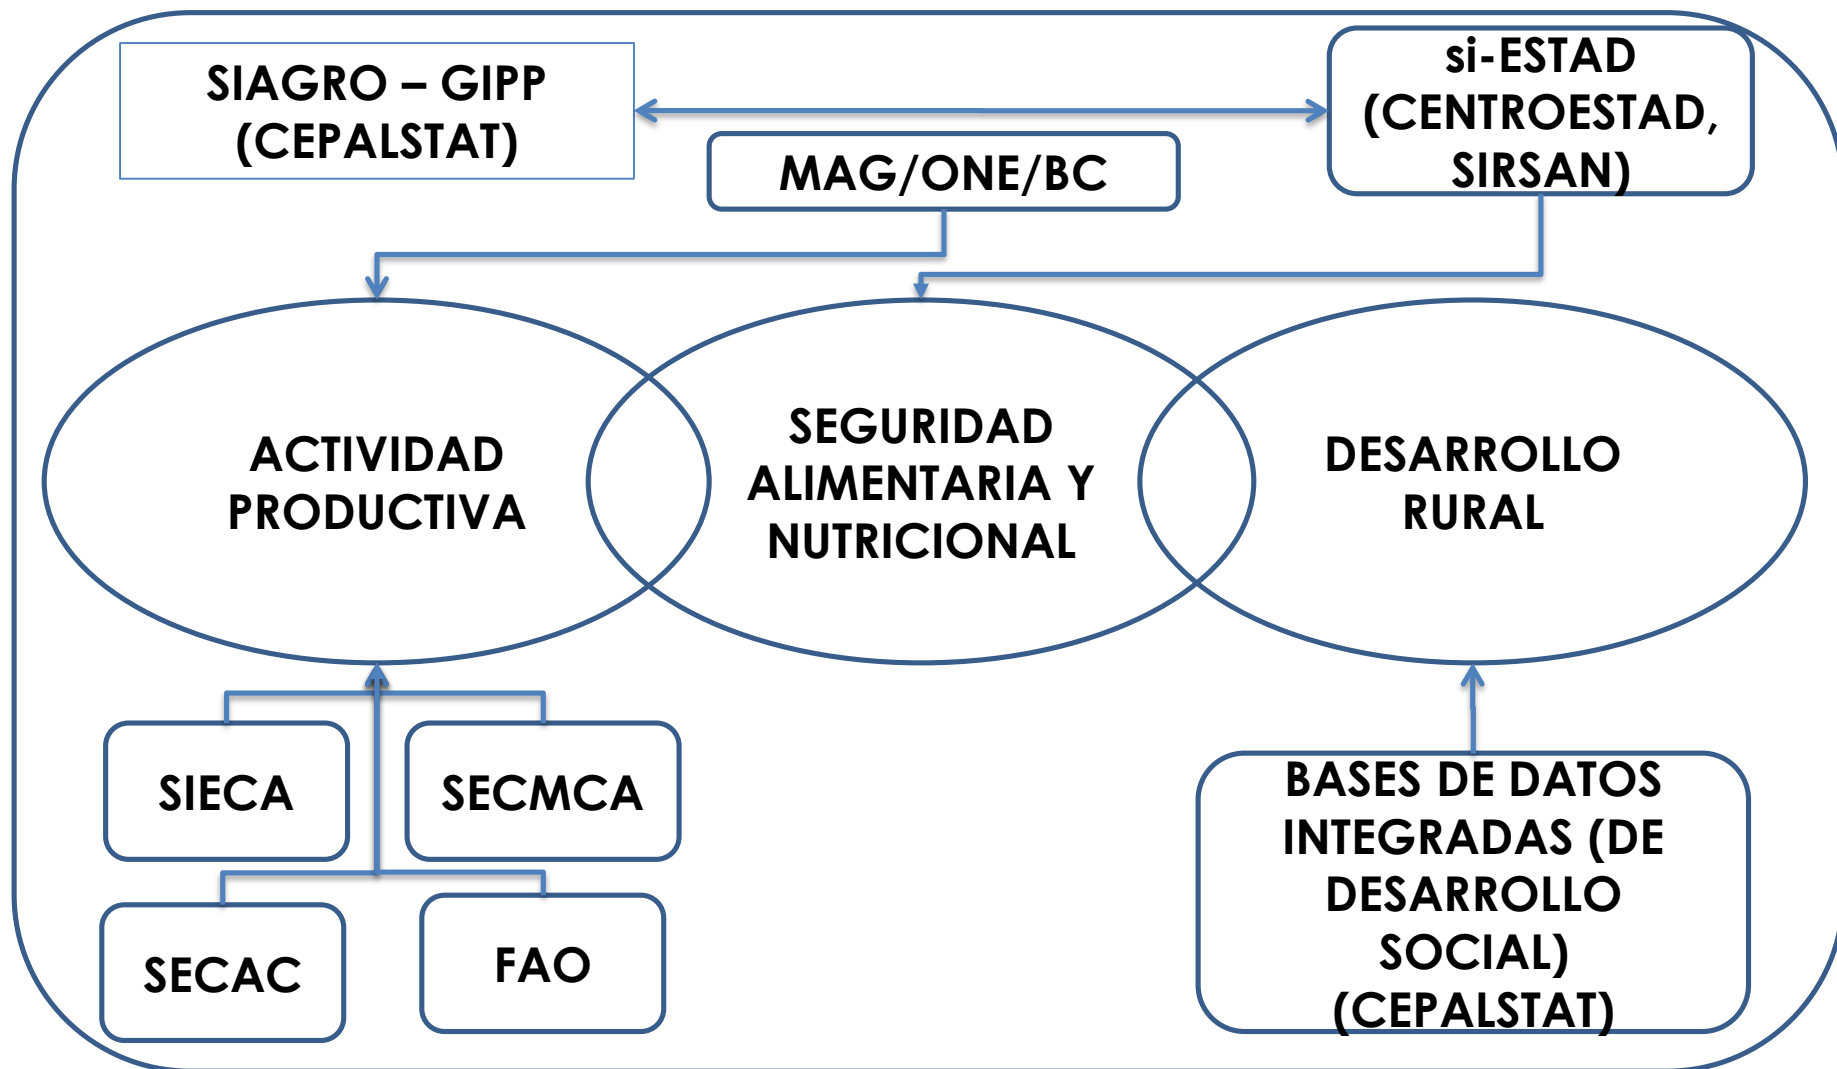 SIAGRO – GIPP
(CEPALSTAT)
si-ESTAD
(CENTROESTAD,
SIRSAN)
MAG/ONE/BC
ACTIVIDAD
PRODUCTIVA
SEGURIDAD
ALIMENTARIA Y
NUTRICIONAL
DESARROLLO
RURAL
SIECA
SECMCA
SECAC
FAO
BASES DE DATOS
INTEGRADAS (DE
DESARROLLO
SOCIAL)
(CEPALSTAT)